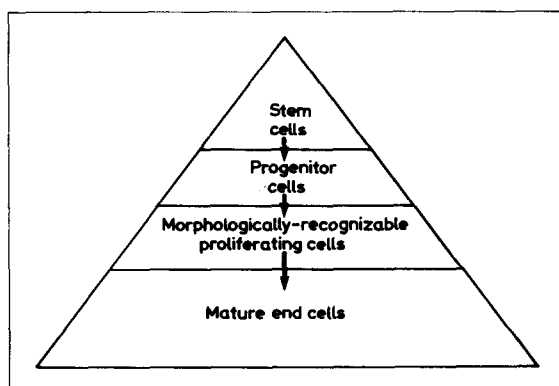 Stem
cells
Progenitor
cells
Morphologically-recognizable
proliferating cells
Mature end cells